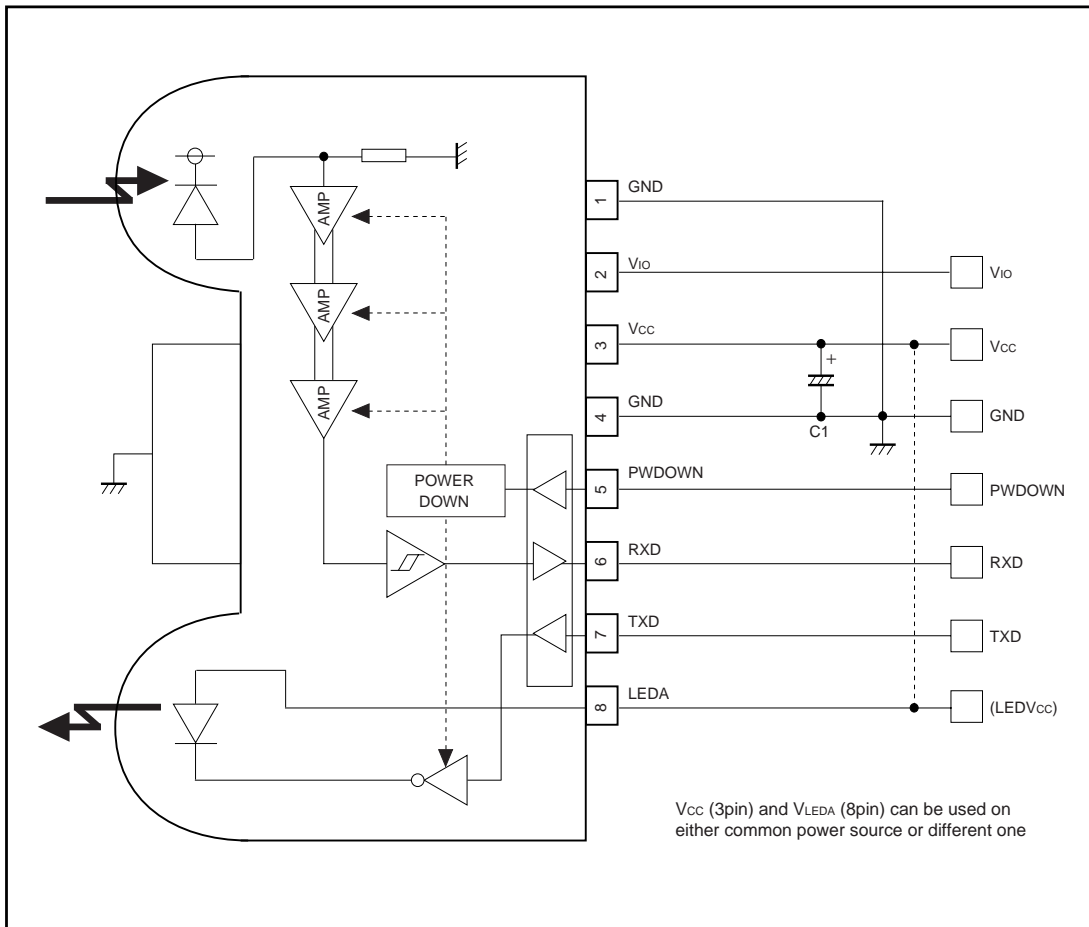 AMP
AMP
AMP
POWER
DOWN
1 GND
2 VIO VIO
3 VCC VCC
+
C1
4 GND GND
5 PWDOWN PWDOWN
6 RXD RXD
7 TXD TXD
8 LEDA (LEDVCC)
VCC (3pin) and VLEDA (8pin) can be used on
either common power source or different one